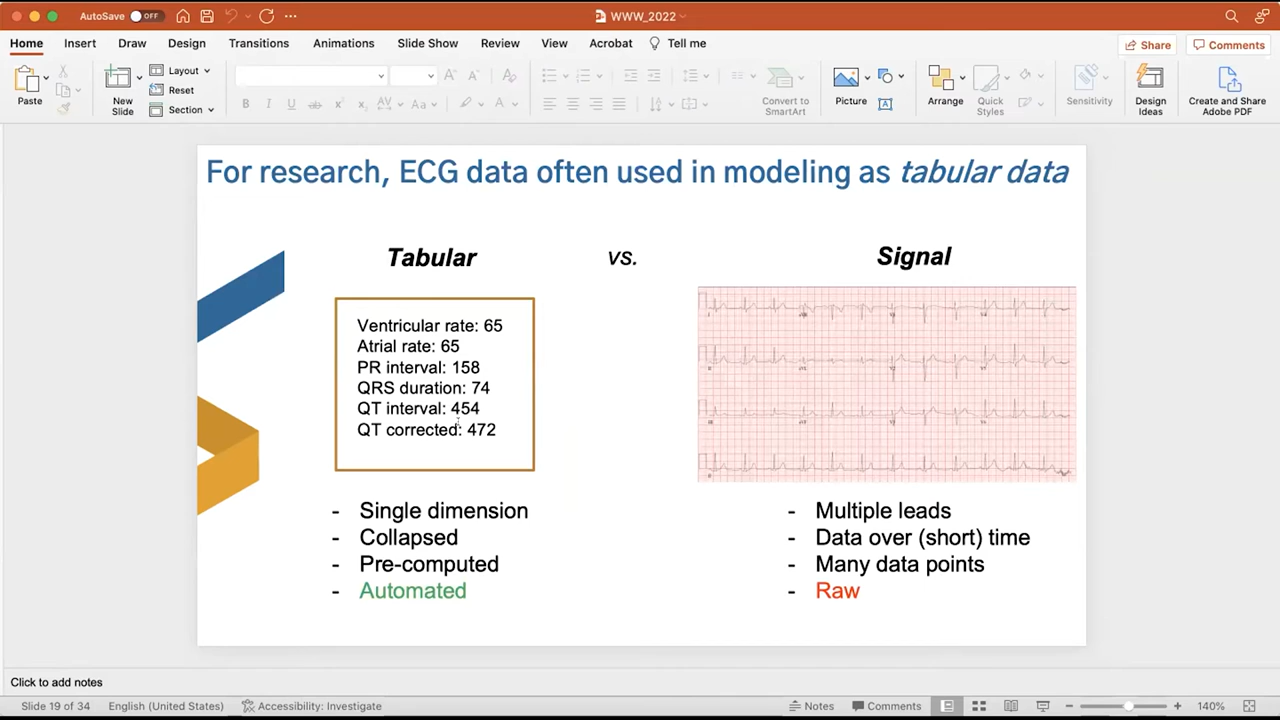 AutoSave OFF
WWW_2022
Home Insert Draw Design Transitions Animations Slide Show Review View Acrobat Tell me
Share Comments
Paste
New Slide
Layout
Reset
Section
Convert to SmartArt
Picture
Arrange
Quick Styles
Sensitivity
Design Ideas
Create and Share Adobe PDF
For research, ECG data often used in modeling as tabular data
Tabular vs. Signal
Ventricular rate: 65
Atrial rate: 65
PR interval: 158
QRS duration: 74
QT interval: 454
QT corrected: 472
- Single dimension
- Collapsed
- Pre-computed
- Automated
- Multiple leads
- Data over (short) time
- Many data points
- Raw
Click to add notes
Slide 19 of 34 English (United States) Accessibility: Investigate Notes Comments 140%